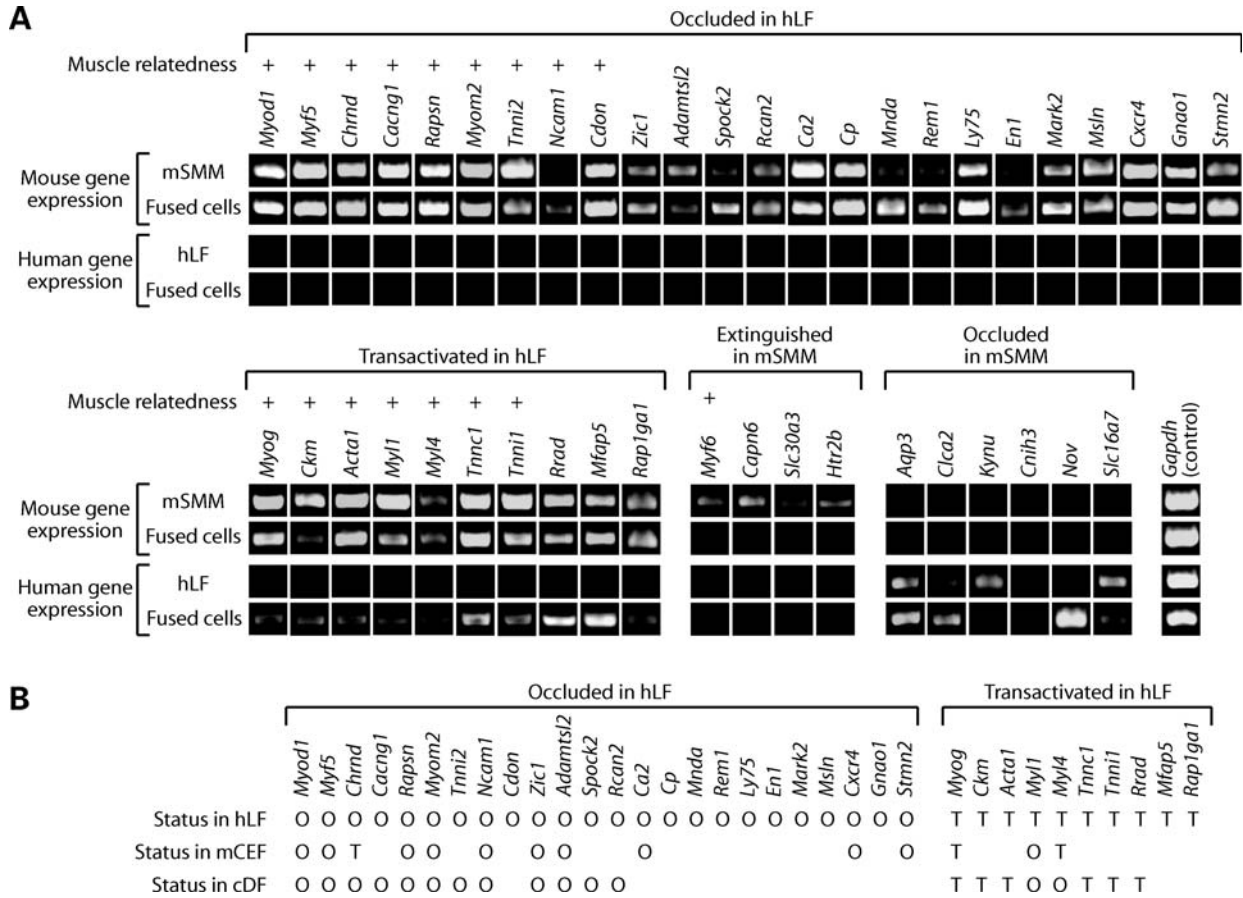 A
Occluded in hLF
Muscle relatedness + + + + + + + + +
Myod1 Myf5 Chrnd Cacng1 Rapsn Myom2 Tnni2 Ncam1 Cdon Zic1 Adamtsl2 Spock2 Rcan2 Ca2 Cp Mnda Rem1 Ly75 En1 Mark2 Msln Cxcr4 Gnao1 Stmn2
Mouse gene expression
mSMM
Fused cells
Human gene expression
hLF
Fused cells
Transactivated in hLF
Extinguished in mSMM
Occluded in mSMM
Muscle relatedness + + + + + + + +
Myog Ckm Acta1 Myl1 Myl4 Tnnc1 Tnni1 Rrad Mfap5 Rap1ga1 Myf6 Capn6 Slc30a3 Htr2b Aqp3 Clca2 Kynu Cnih3 Nov Slc16a7 Gapdh (control)
Mouse gene expression
mSMM
Fused cells
Human gene expression
hLF
Fused cells
B
Occluded in hLF
Transactivated in hLF
Myod1 Myf5 Chrnd Cacng1 Rapsn Myom2 Tnni2 Ncam1 Cdon Zic1 Adamtsl2 Spock2 Rcan2 Ca2 Cp Mnda Rem1 Ly75 En1 Mark2 Msln Cxcr4 Gnao1 Stmn2 Myog Ckm Acta1 Myl1 Myl4 Tnnc1 Tnni1 Rrad Mfap5 Rap1ga1
Status in hLF O O O O O O O O O O O O O O O O O O O O O O O O T T T T T T T T T T
Status in mCEF O O T O O O O O O O O T O T
Status in cDF O O O O O O O O O O O O T T T O O T T T